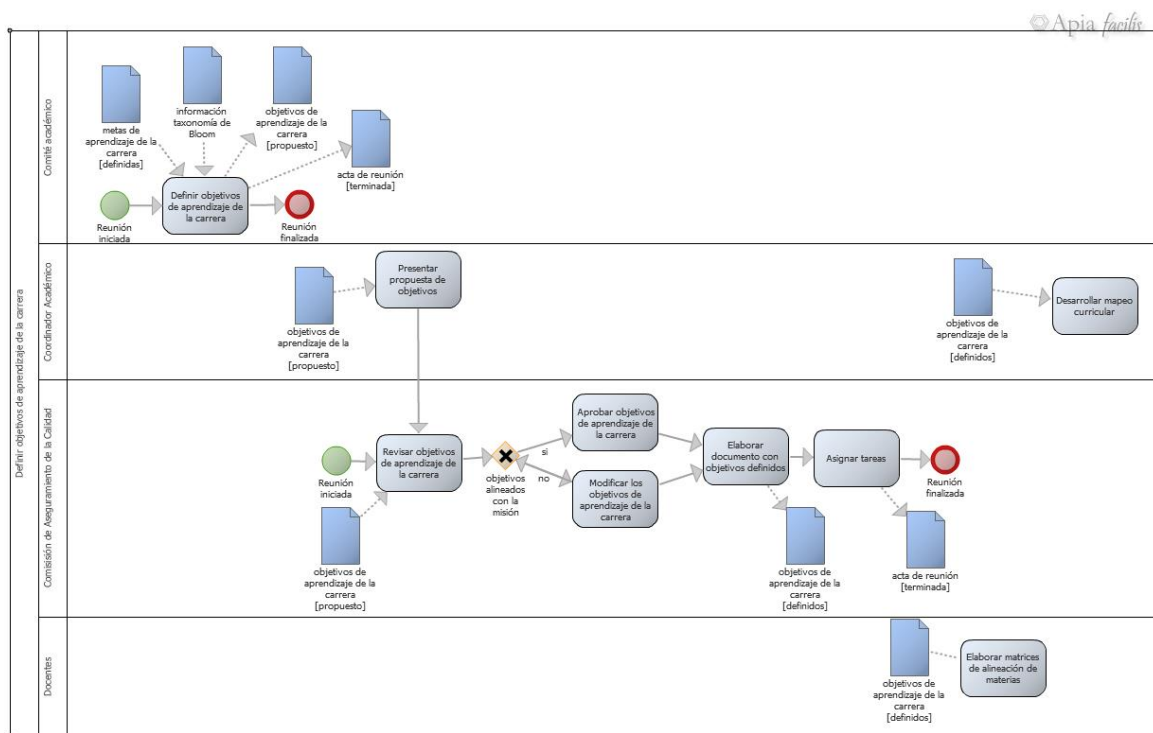 Apia facilis
Definir objetivos de aprendizaje de la carrera
Comité académico
metas de
aprendizaje de la
carrera
[definidas]
información
taxonomía de
Bloom
objetivos de
aprendizaje de la
carrera
[propuesto]
acta de reunión
[terminada]
Reunión
iniciada
Definir objetivos
de aprendizaje de
la carrera
Reunión
finalizada
Coordinador Académico
objetivos de
aprendizaje de la
carrera
[propuesto]
Presentar
propuesta de
objetivos
objetivos de
aprendizaje de la
carrera
[definidos]
Desarrollar mapeo
curricular
Comisisión de Aseguramiento de la Calidad
Reunión
iniciada
objetivos de
aprendizaje de la
carrera
[propuesto]
Revisar objetivos
de aprendizaje de
la carrera
objetivos
alineados
con la
misión
si
no
Aprobar objetivos
de aprendizaje de
la carrera
Modificar los
objetivos de
aprendizaje de la
carrera
Elaborar
documento con
objetivos definidos
objetivos de
aprendizaje de la
carrera
[definidos]
Asignar tareas
acta de reunión
[terminada]
Reunión
finalizada
Docentes
objetivos de
aprendizaje de la
carrera
[definidos]
Elaborar matrices
de alineación de
materias